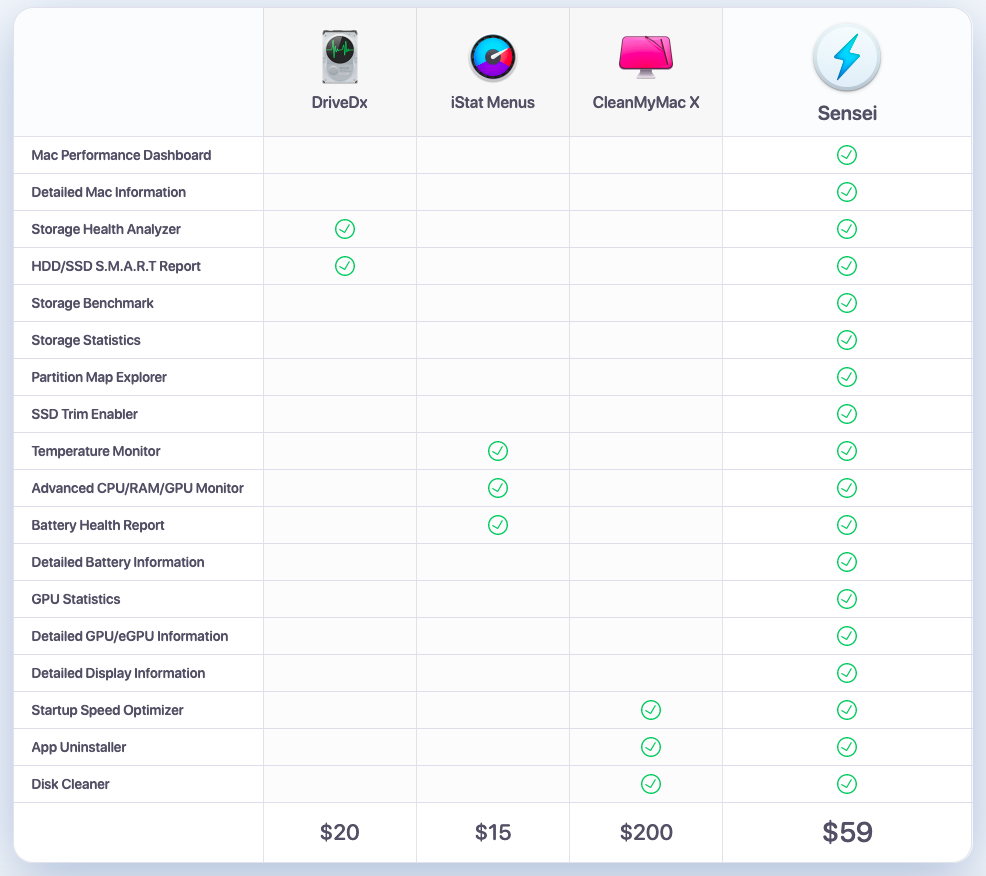 DriveDx
iStat Menus
CleanMyMac X
Sensei
Mac Performance Dashboard
Detailed Mac Information
Storage Health Analyzer
HDD/SSD S.M.A.R.T Report
Storage Benchmark
Storage Statistics
Partition Map Explorer
SSD Trim Enabler
Temperature Monitor
Advanced CPU/RAM/GPU Monitor
Battery Health Report
Detailed Battery Information
GPU Statistics
Detailed GPU/eGPU Information
Detailed Display Information
Startup Speed Optimizer
App Uninstaller
Disk Cleaner
$20
$15
$200
$59